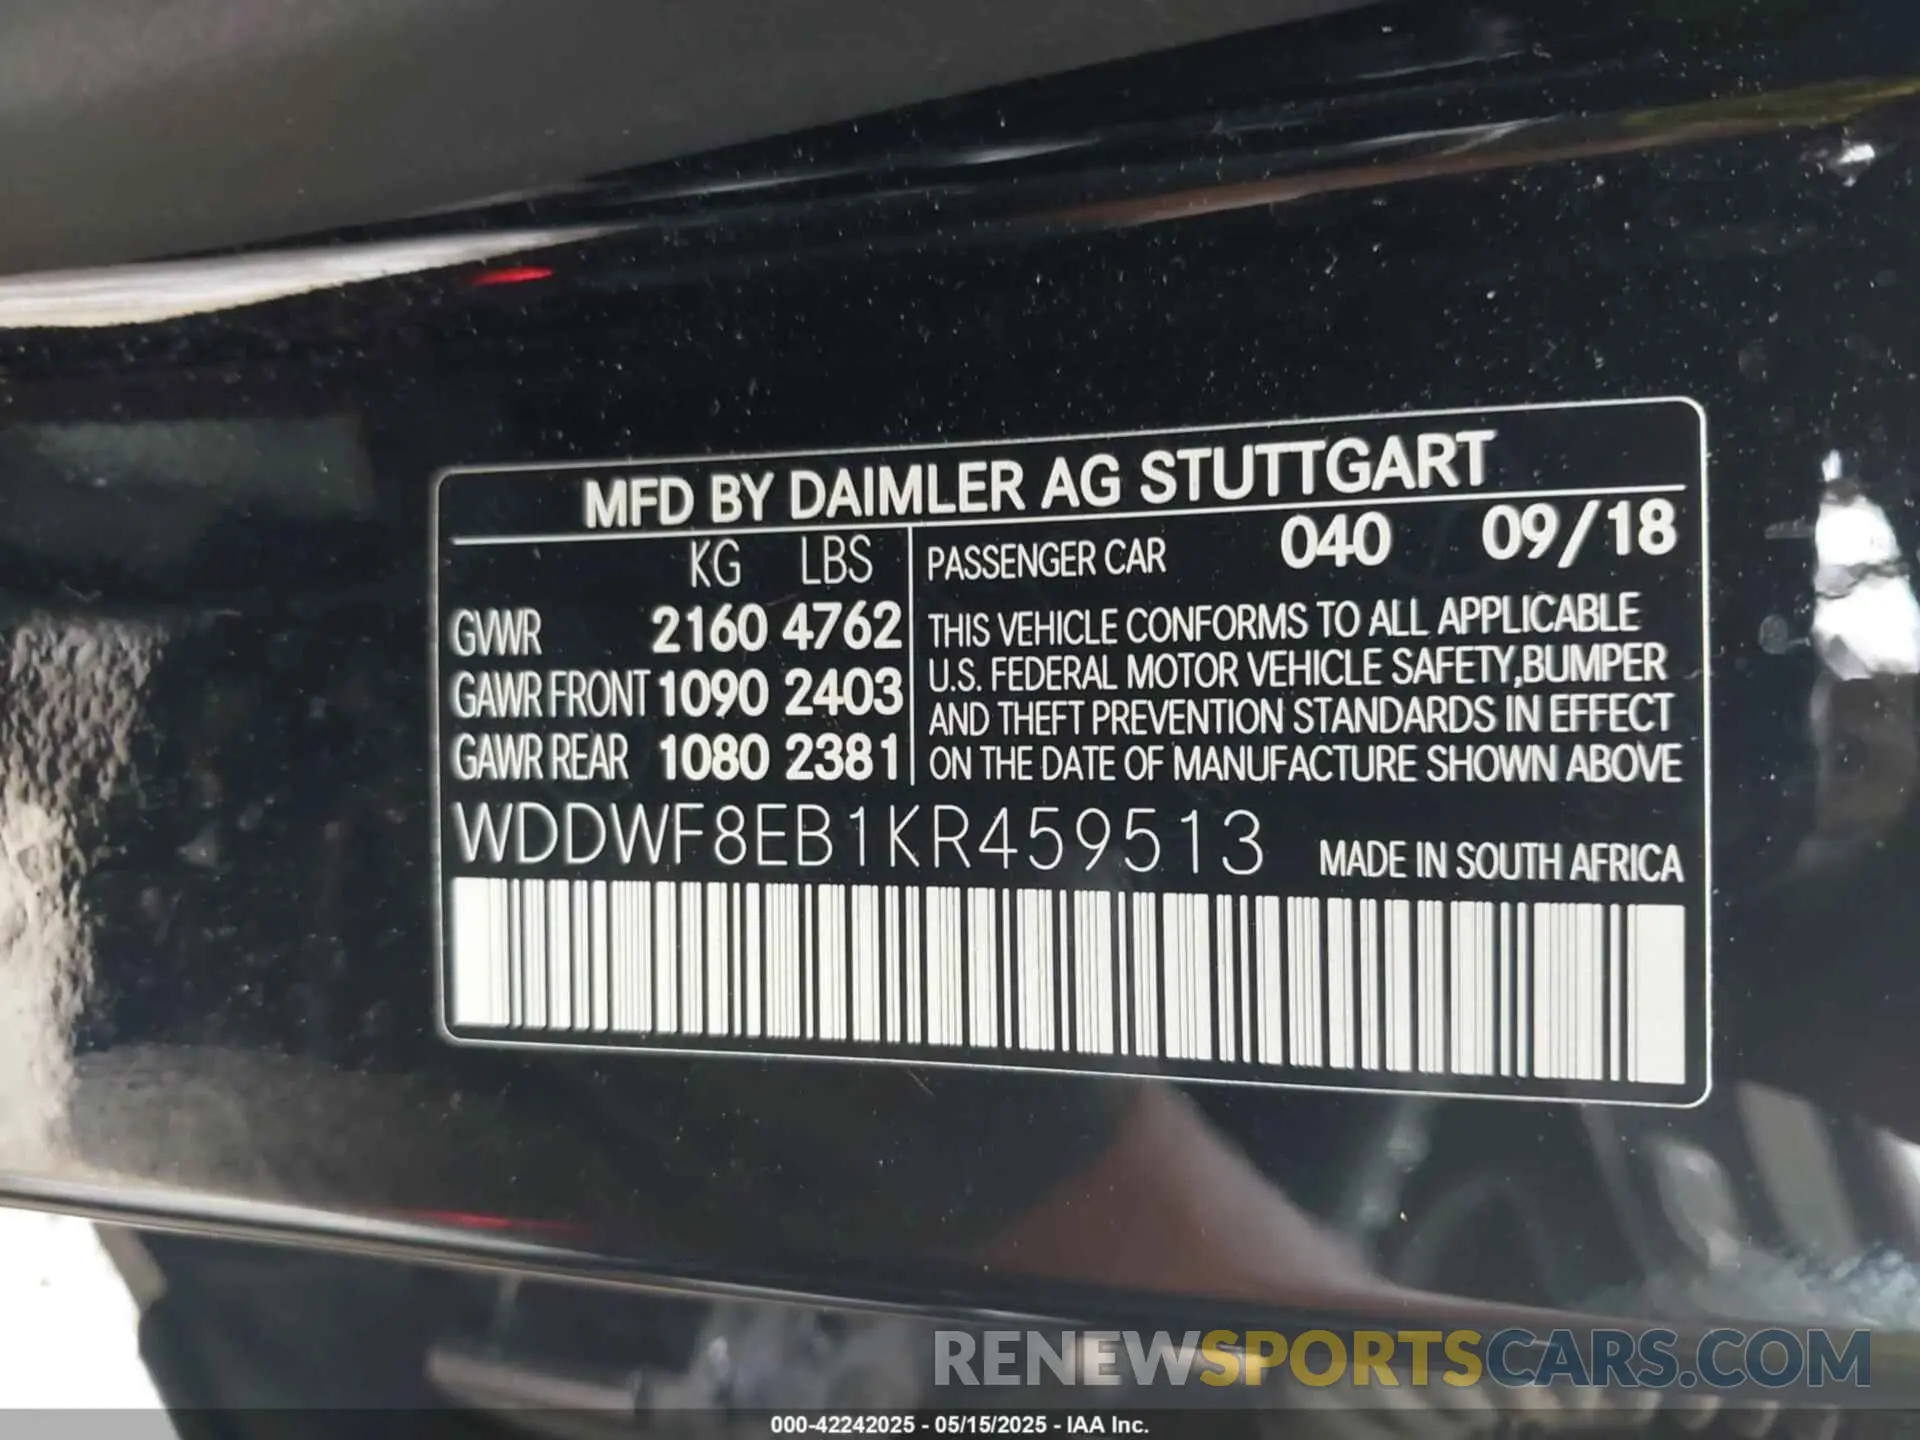 MFD BY DAIMLER AG STUTTGART
KG LBS
PASSENGER CAR 040 09/18
GVWR 2160 4762
GAWR FRONT 1090 2403
GAWR REAR 1080 2381
THIS VEHICLE CONFORMS TO ALL APPLICABLE
U.S. FEDERAL MOTOR VEHICLE SAFETY,BUMPER
AND THEFT PREVENTION STANDARDS IN EFFECT
ON THE DATE OF MANUFACTURE SHOWN ABOVE
WDDWF8EB1KR459513
MADE IN SOUTH AFRICA
RENEWSPORTSCARS.COM
000-42242025 - 05/15/2025 - IAA Inc.